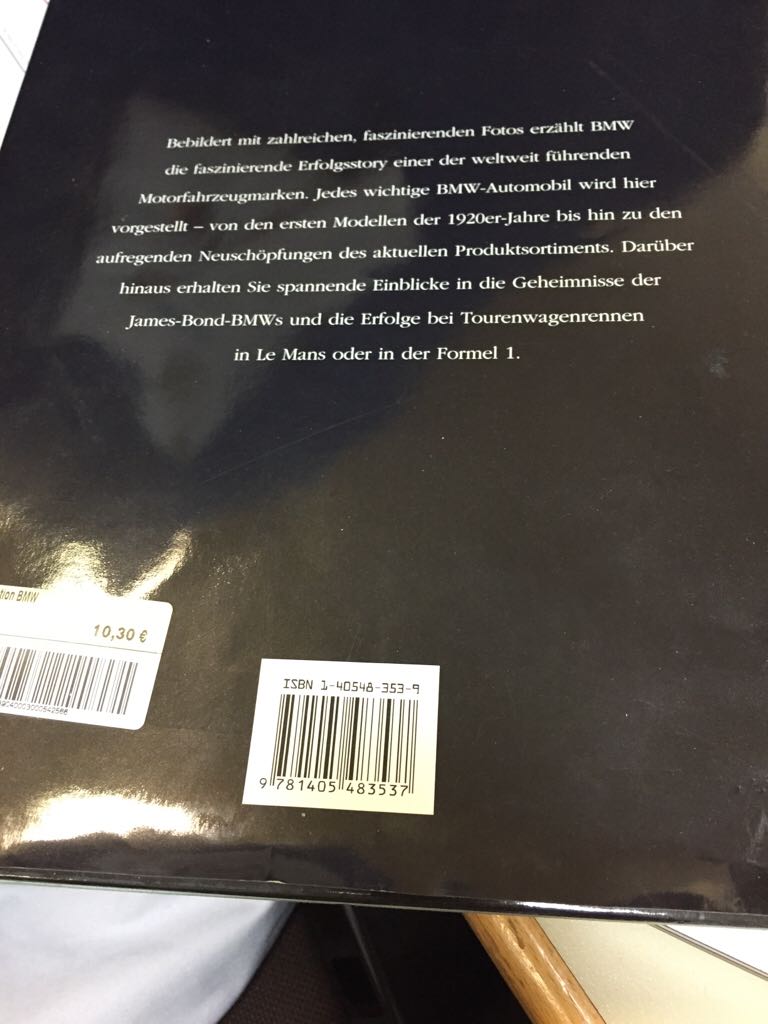 Bebildert mit zahlreichen, faszinierenden Fotos erzählt BMW
die faszinierende Erfolgsstory einer der weltweit führenden
Motorfahrzeugmarken. Jedes wichtige BMW-Automobil wird hier
vorgestellt – von den ersten Modellen der 1920er-Jahre bis hin zu den
aufregenden Neuschöpfungen des aktuellen Produktsortiments. Darüber
hinaus erhalten Sie spannende Einblicke in die Geheimnisse der
James-Bond-BMWs und die Erfolge bei Tourenwagenrennen
in Le Mans oder in der Formel 1.
BMW
10,30 €
ISBN 1-40548-353-9
9 781405 483537